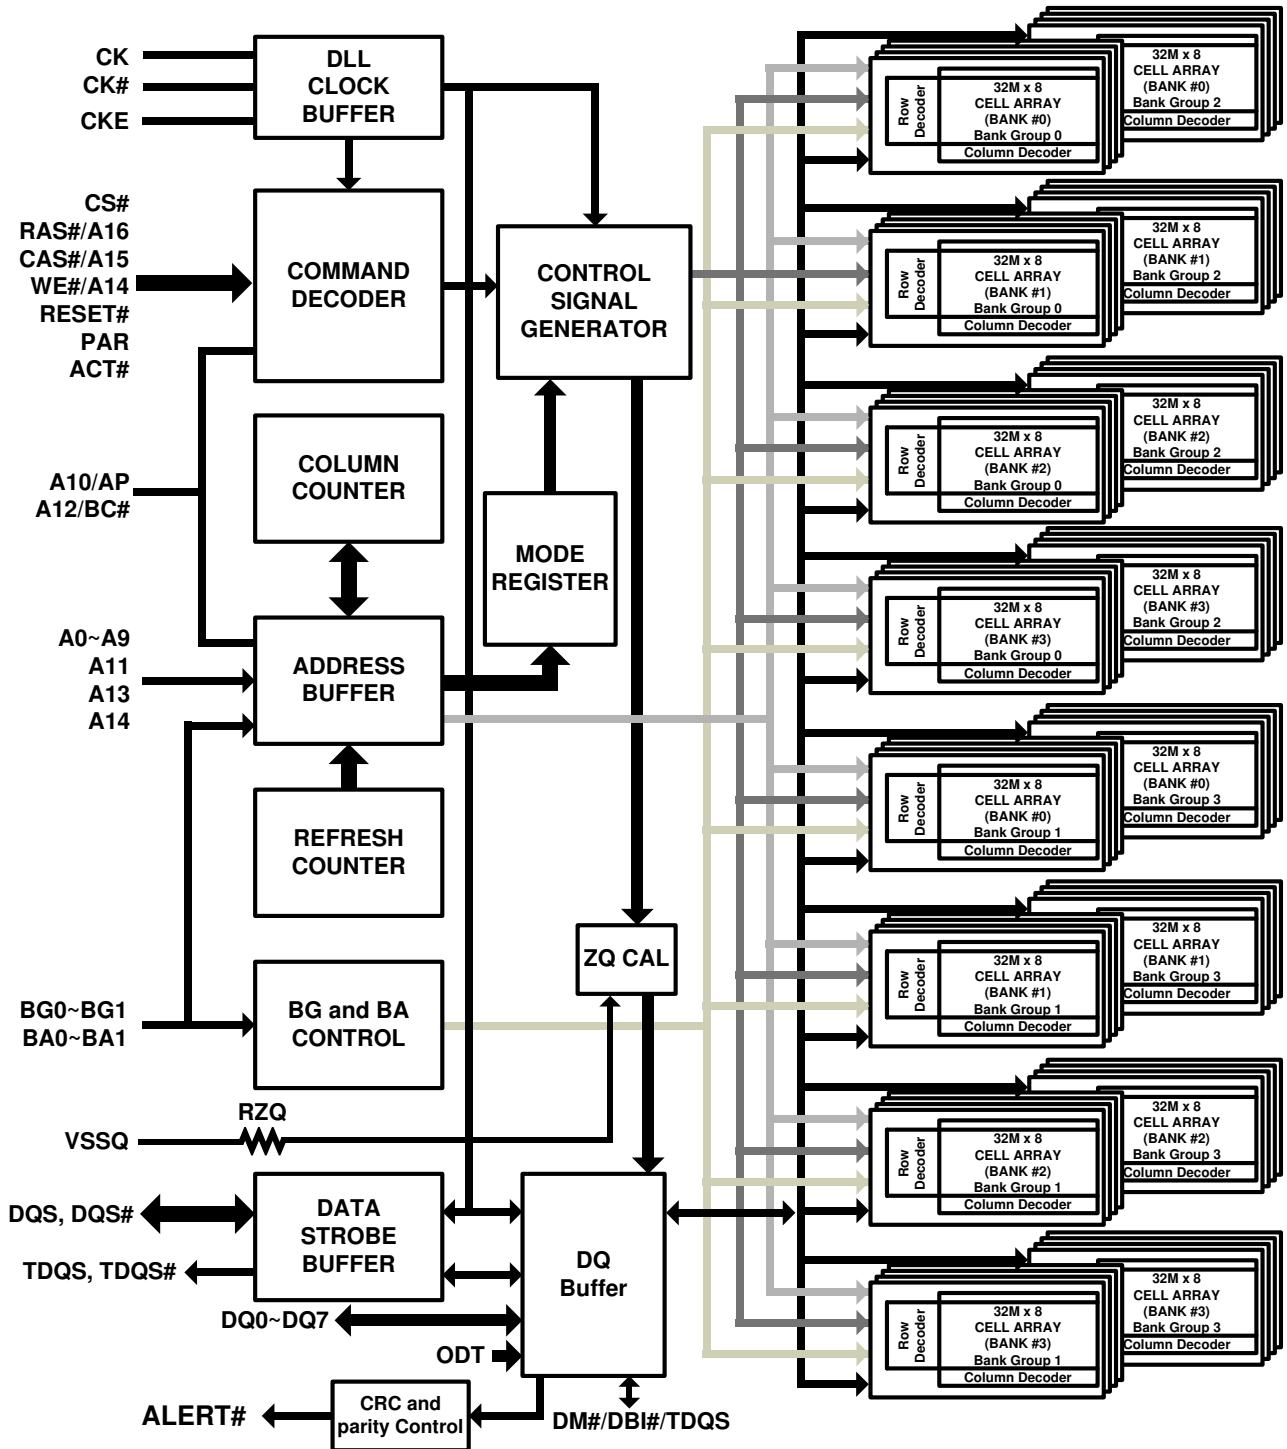 CK
CK#
CKE
DLL
CLOCK
BUFFER
CS#
RAS#/A16
CAS#/A15
WE#/A14
RESET#
PAR
ACT#
COMMAND
DECODER
CONTROL
SIGNAL
GENERATOR
A10/AP
A12/BC#
COLUMN
COUNTER
MODE
REGISTER
A0~A9
A11
A13
A14
ADDRESS
BUFFER
REFRESH
COUNTER
ZQ CAL
BG0~BG1
BA0~BA1
BG and BA
CONTROL
RZQ
VSSQ
DQS, DQS#
TDQS, TDQS#
DATA
STROBE
BUFFER
DQ
Buffer
DQ0~DQ7
ODT
ALERT#
CRC and
parity Control
DM#/DBI#/TDQS
32M x 8
CELL ARRAY
(BANK #0)
Bank Group 2
Column Decoder
Row
Decoder
32M x 8
CELL ARRAY
(BANK #0)
Bank Group 0
Column Decoder
32M x 8
CELL ARRAY
(BANK #1)
Bank Group 2
Column Decoder
Row
Decoder
32M x 8
CELL ARRAY
(BANK #1)
Bank Group 0
Column Decoder
32M x 8
CELL ARRAY
(BANK #2)
Bank Group 2
Column Decoder
Row
Decoder
32M x 8
CELL ARRAY
(BANK #2)
Bank Group 0
Column Decoder
32M x 8
CELL ARRAY
(BANK #3)
Bank Group 2
Column Decoder
Row
Decoder
32M x 8
CELL ARRAY
(BANK #3)
Bank Group 0
Column Decoder
32M x 8
CELL ARRAY
(BANK #0)
Bank Group 3
Column Decoder
Row
Decoder
32M x 8
CELL ARRAY
(BANK #0)
Bank Group 1
Column Decoder
32M x 8
CELL ARRAY
(BANK #1)
Bank Group 3
Column Decoder
Row
Decoder
32M x 8
CELL ARRAY
(BANK #1)
Bank Group 1
Column Decoder
32M x 8
CELL ARRAY
(BANK #2)
Bank Group 3
Column Decoder
Row
Decoder
32M x 8
CELL ARRAY
(BANK #2)
Bank Group 1
Column Decoder
32M x 8
CELL ARRAY
(BANK #3)
Bank Group 3
Column Decoder
Row
Decoder
32M x 8
CELL ARRAY
(BANK #3)
Bank Group 1
Column Decoder